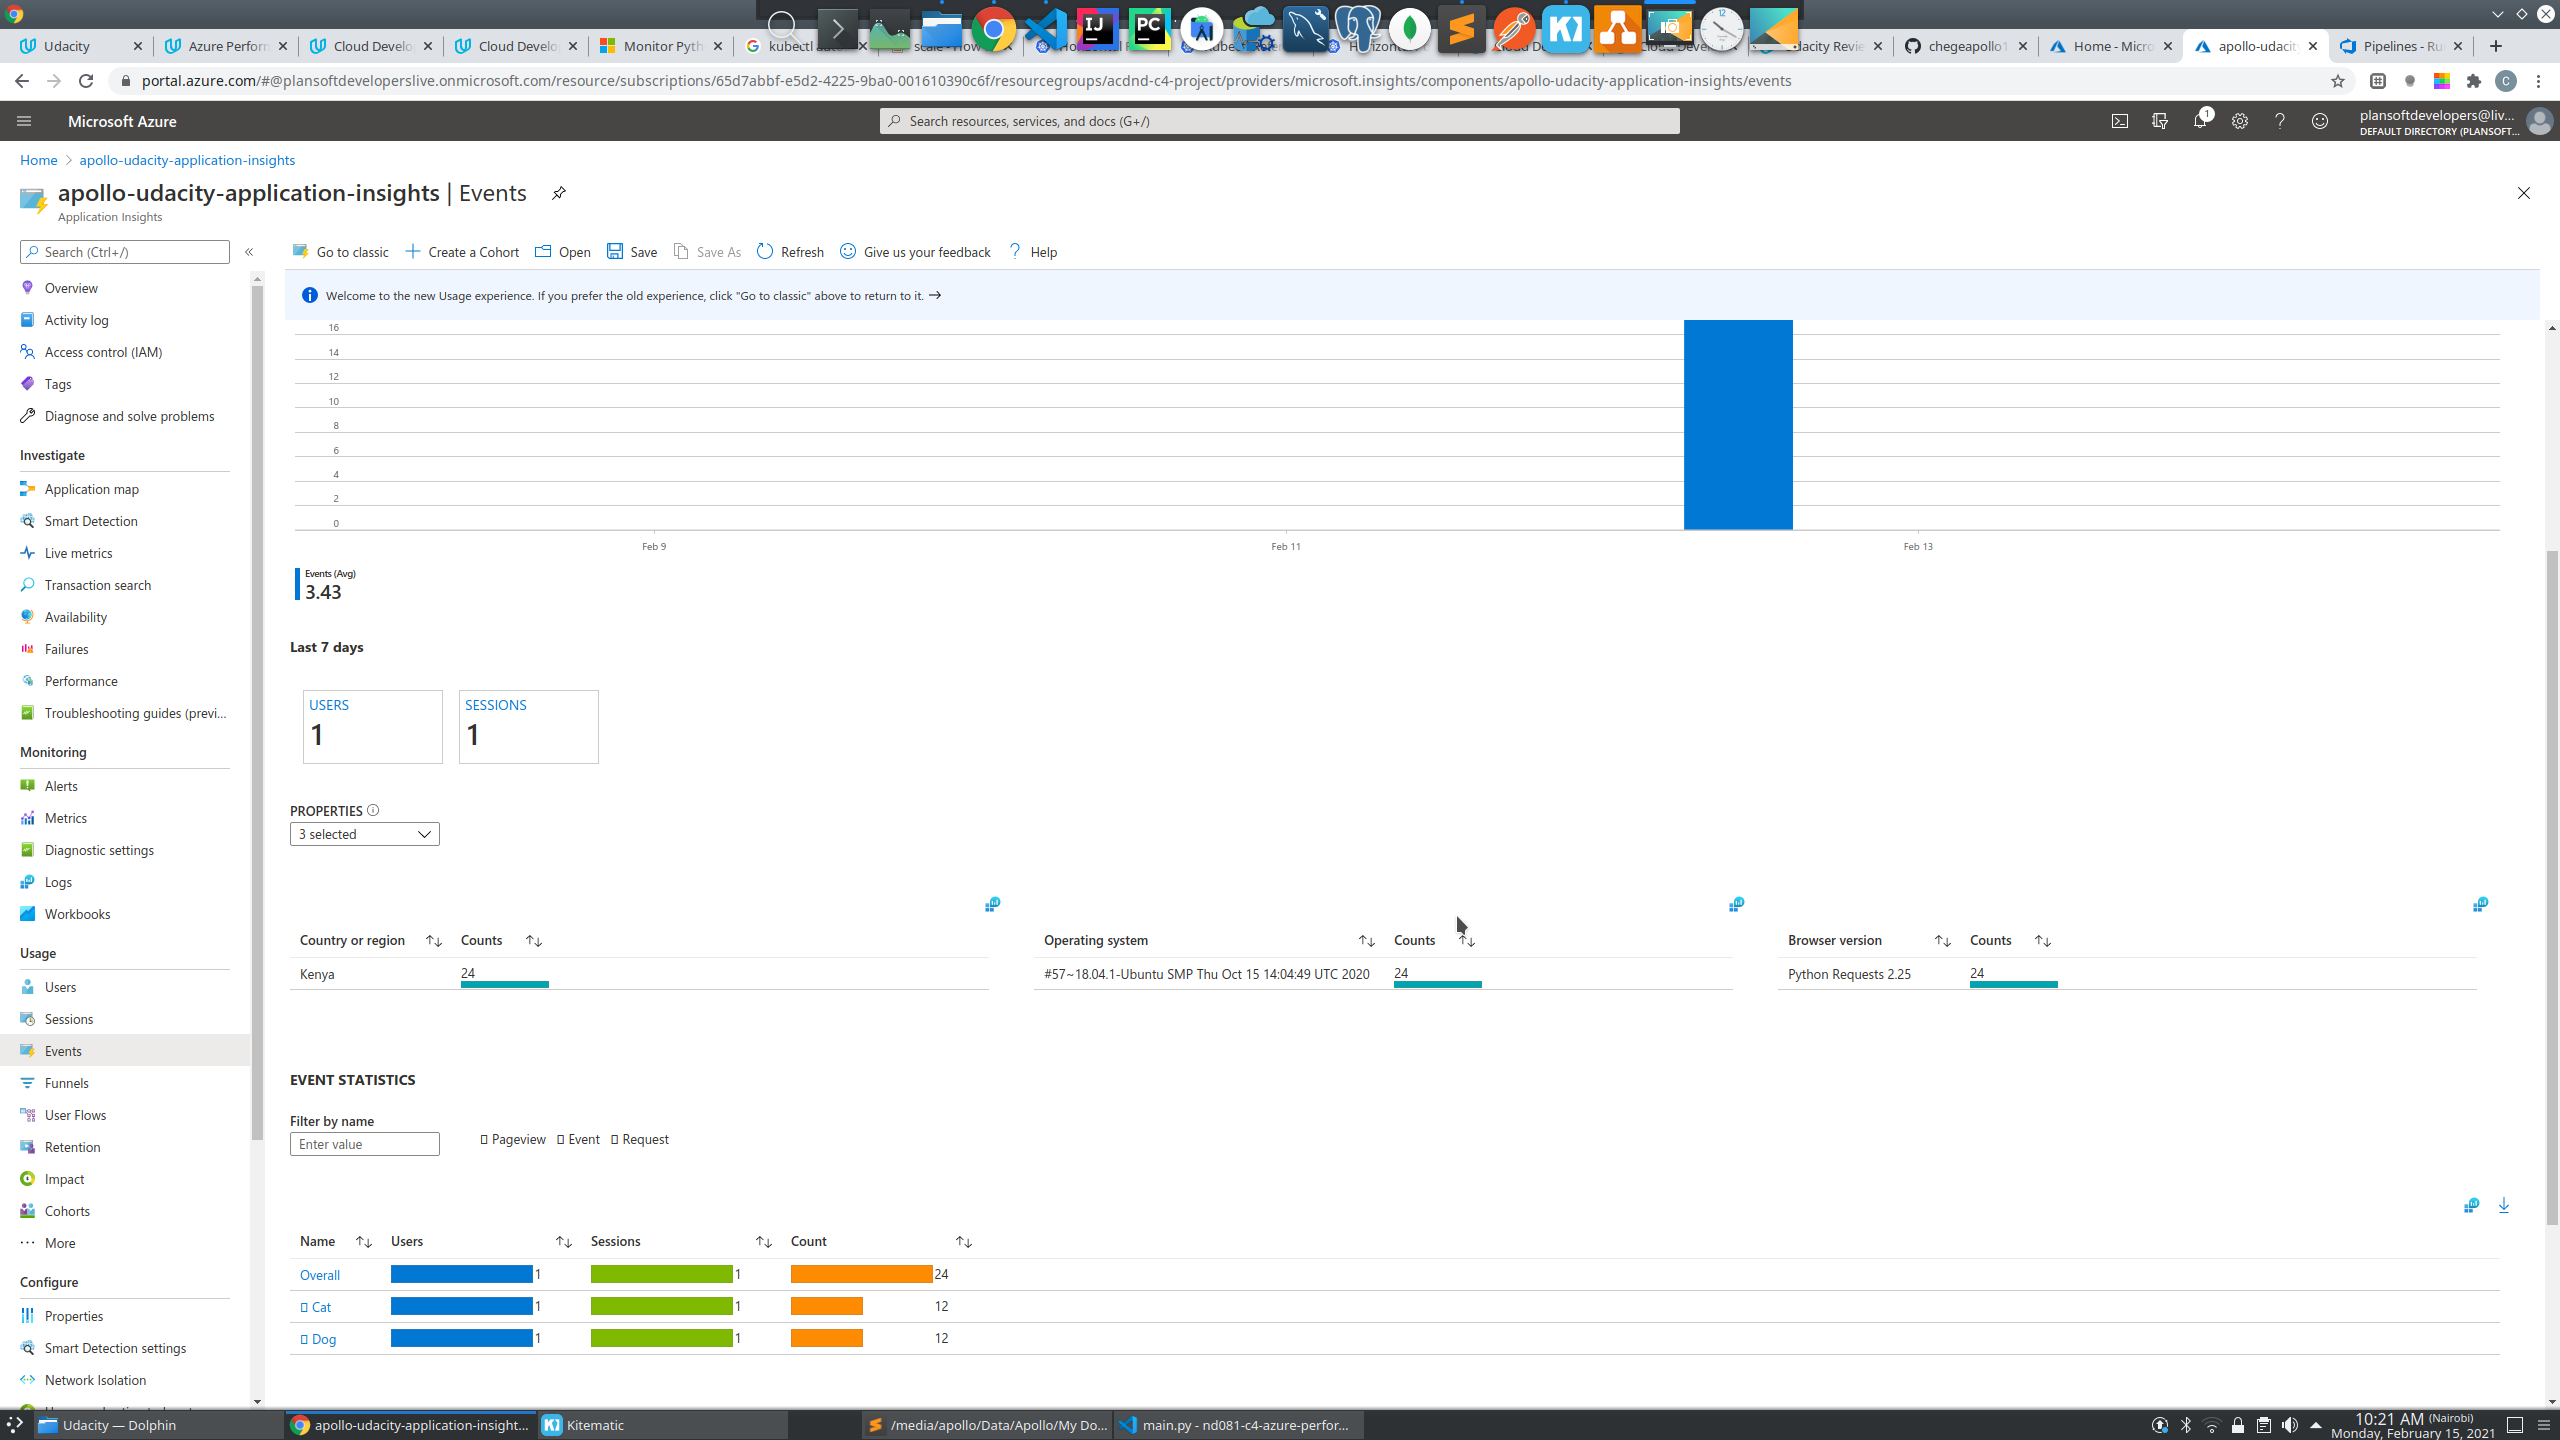 Udacity
Azure Perforn
Cloud Develo
Cloud Develo
Monitor Pyth
kubectl auto
scale - How
Horizontal
Horizont
Udacity Revie
chegeapollo1
Home - Micro
apollo-udacit
Pipelines - Ru
portal.azure.com/#@plansoftdeveloperslive.onmicrosoft.com/resource/subscriptions/65d7abbf-e5d2-4225-9ba0-001610390c6f/resourcegroups/acdnd-c4-project/providers/microsoft.insights/components/apollo-udacity-application-insights/events
Microsoft Azure
Search resources, services, and docs (G+/)
1
plansoftdevelopers@liv...
DEFAULT DIRECTORY (PLANSOFT...
Home > apollo-udacity-application-insights
apollo-udacity-application-insights | Events
Application Insights
Search (Ctrl+/)
Go to classic
Create a Cohort
Open
Save
Save As
Refresh
Give us your feedback
Help
Welcome to the new Usage experience. If you prefer the old experience, click "Go to classic" above to return to it. →
Overview
Activity log
Access control (IAM)
Tags
Diagnose and solve problems
Investigate
Application map
Smart Detection
Live metrics
Transaction search
Availability
Failures
Performance
Troubleshooting guides (previ...
Monitoring
Alerts
Metrics
Diagnostic settings
Logs
Workbooks
Usage
Users
Sessions
Events
Funnels
User Flows
Retention
Impact
Cohorts
More
Configure
Properties
Smart Detection settings
Network Isolation
16
14
12
10
8
6
4
2
0
Feb 9
Feb 11
Feb 13
Events (Avg)
3.43
Last 7 days
USERS
1
SESSIONS
1
PROPERTIES
3 selected
Country or region Counts
Kenya 24
Operating system Counts
#57~18.04.1-Ubuntu SMP Thu Oct 15 14:04:49 UTC 2020 24
Browser version Counts
Python Requests 2.25 24
EVENT STATISTICS
Filter by name
Enter value
Pageview Event Request
Name Users Sessions Count
Overall 1 1 24
Cat 1 1 12
Dog 1 1 12
Udacity — Dolphin
apollo-udacity-application-insight...
Kitematic
/media/apollo/Data/Apollo/My Do...
main.py - nd081-c4-azure-perfor...
10:21 AM (Nairobi)
Monday, February 15, 2021